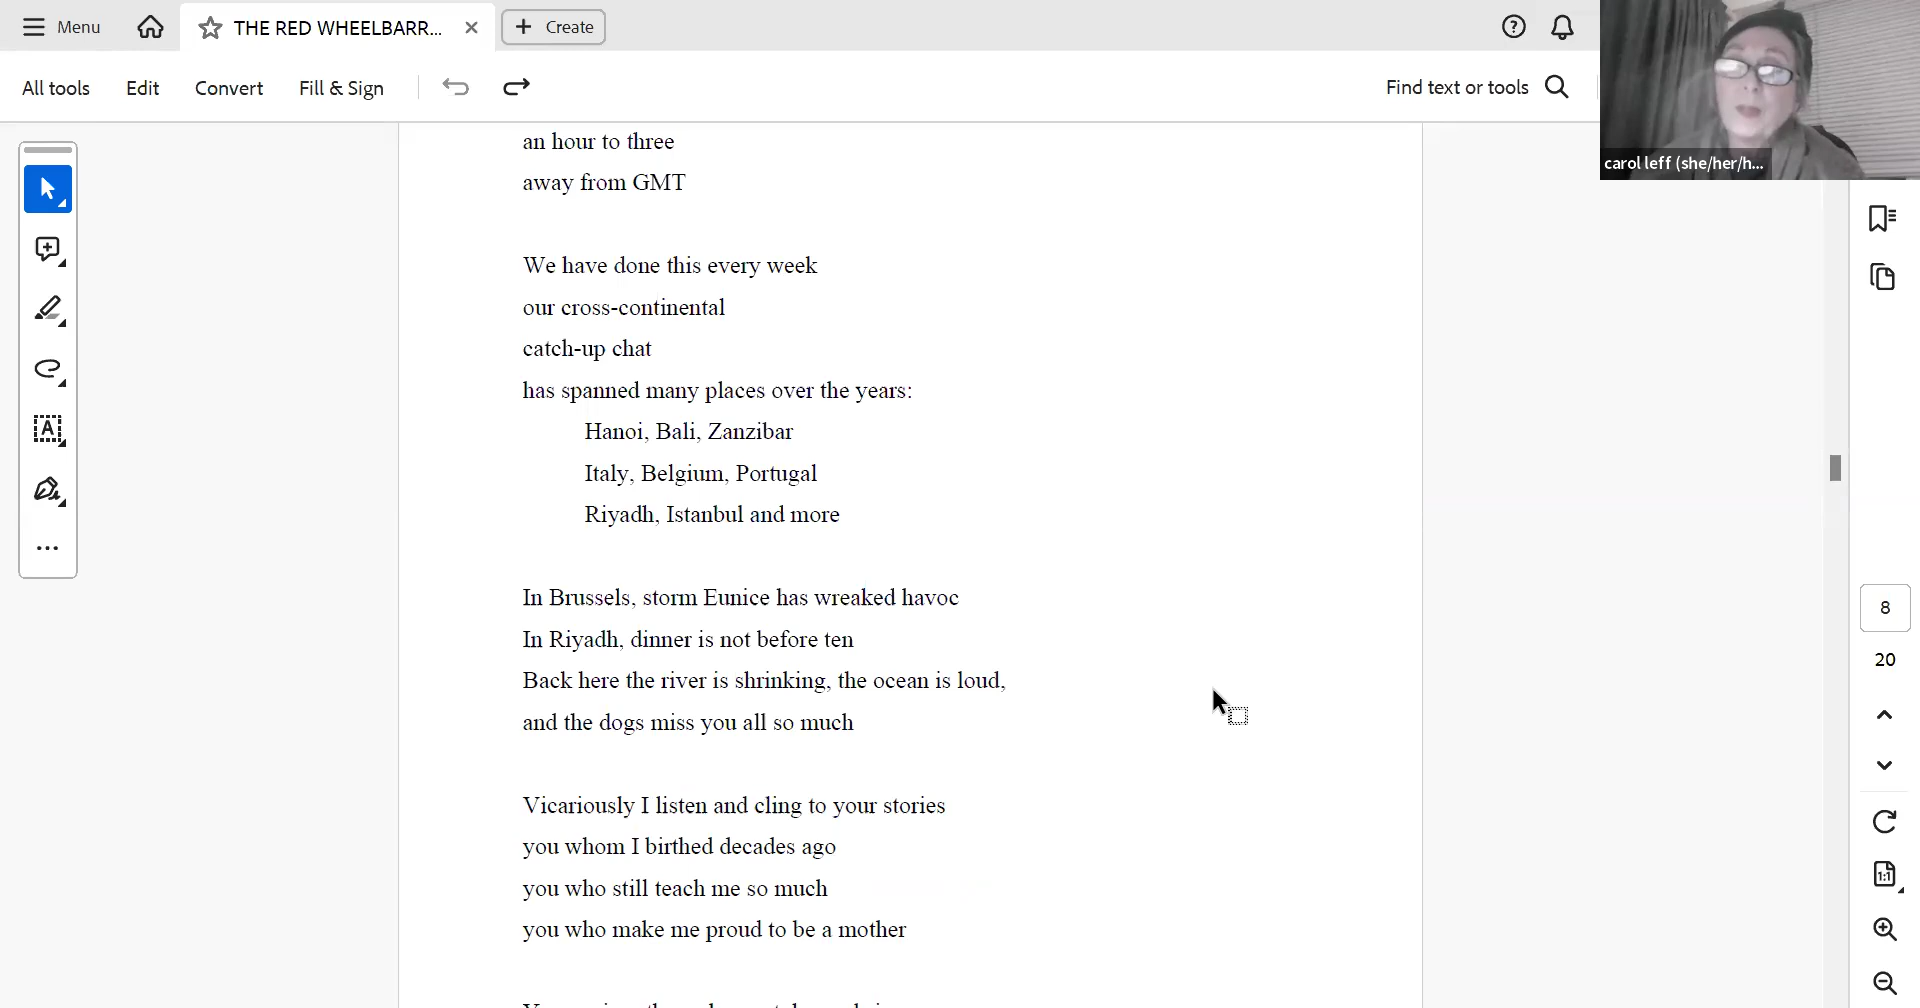 Menu
THE RED WHEELBARR...
Create
All tools
Edit
Convert
Fill & Sign
Find text or tools
carol leff (she/her/h...
an hour to three
away from GMT
We have done this every week
our cross-continental
catch-up chat
has spanned many places over the years:
Hanoi, Bali, Zanzibar
Italy, Belgium, Portugal
Riyadh, Istanbul and more
In Brussels, storm Eunice has wreaked havoc
In Riyadh, dinner is not before ten
Back here the river is shrinking, the ocean is loud,
and the dogs miss you all so much
Vicariously I listen and cling to your stories
you whom I birthed decades ago
you who still teach me so much
you who make me proud to be a mother
8
20
1:1